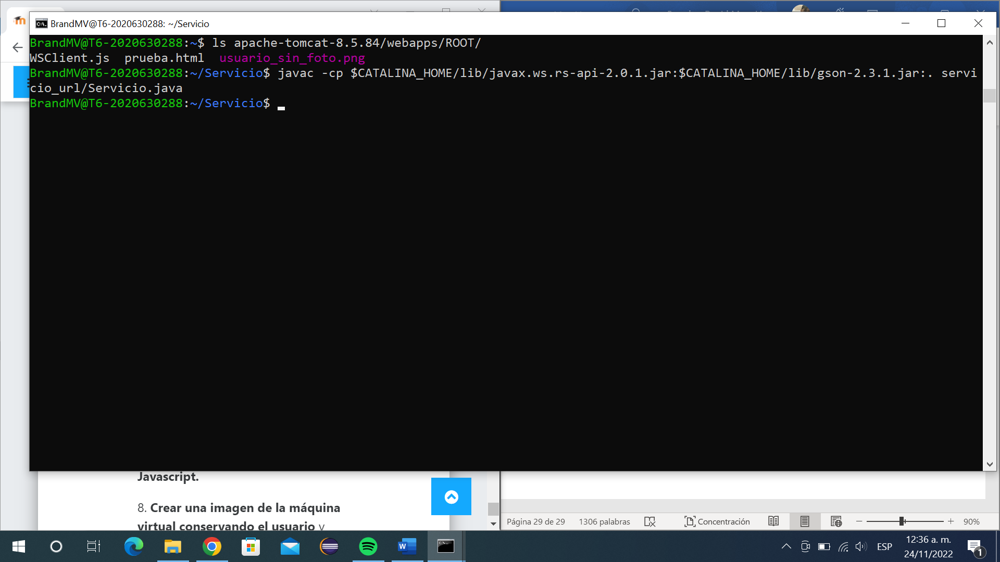 BrandMV@T6-2020630288: ~/Servicio
BrandMV@T6-2020630288:~$ ls apache-tomcat-8.5.84/webapps/ROOT/
WSClient.js  prueba.html  usuario_sin_foto.png
BrandMV@T6-2020630288:~/Servicio$ javac -cp $CATALINA_HOME/lib/javax.ws.rs-api-2.0.1.jar:$CATALINA_HOME/lib/gson-2.3.1.jar:. servi
cio_url/Servicio.java
BrandMV@T6-2020630288:~/Servicio$
Javascript.
8. Crear una imagen de la máquina
virtual conservando el usuario y
Página 29 de 29
1306 palabras
Concentración
90%
ESP
12:36 a. m.
24/11/2022
1